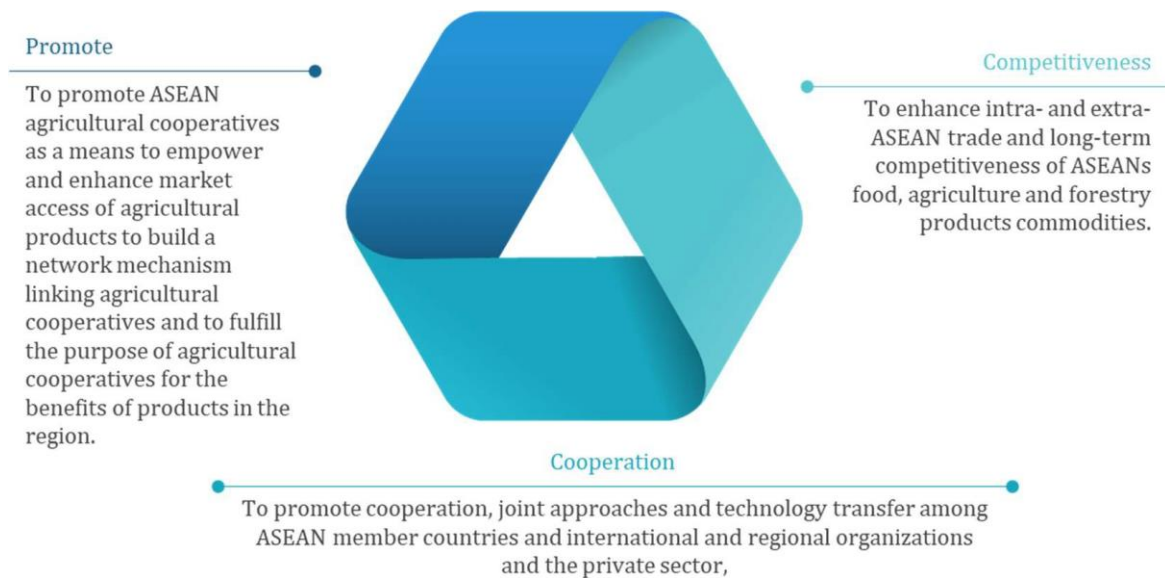 Promote
To promote ASEAN
agricultural cooperatives
as a means to empower
and enhance market
access of agricultural
products to build a
network mechanism
linking agricultural
cooperatives and to fulfill
the purpose of agricultural
cooperatives for the
benefits of products in the
region.
Competitiveness
To enhance intra- and extra-
ASEAN trade and long-term
competitiveness of ASEANs
food, agriculture and forestry
products commodities.
Cooperation
To promote cooperation, joint approaches and technology transfer among
ASEAN member countries and international and regional organizations
and the private sector,